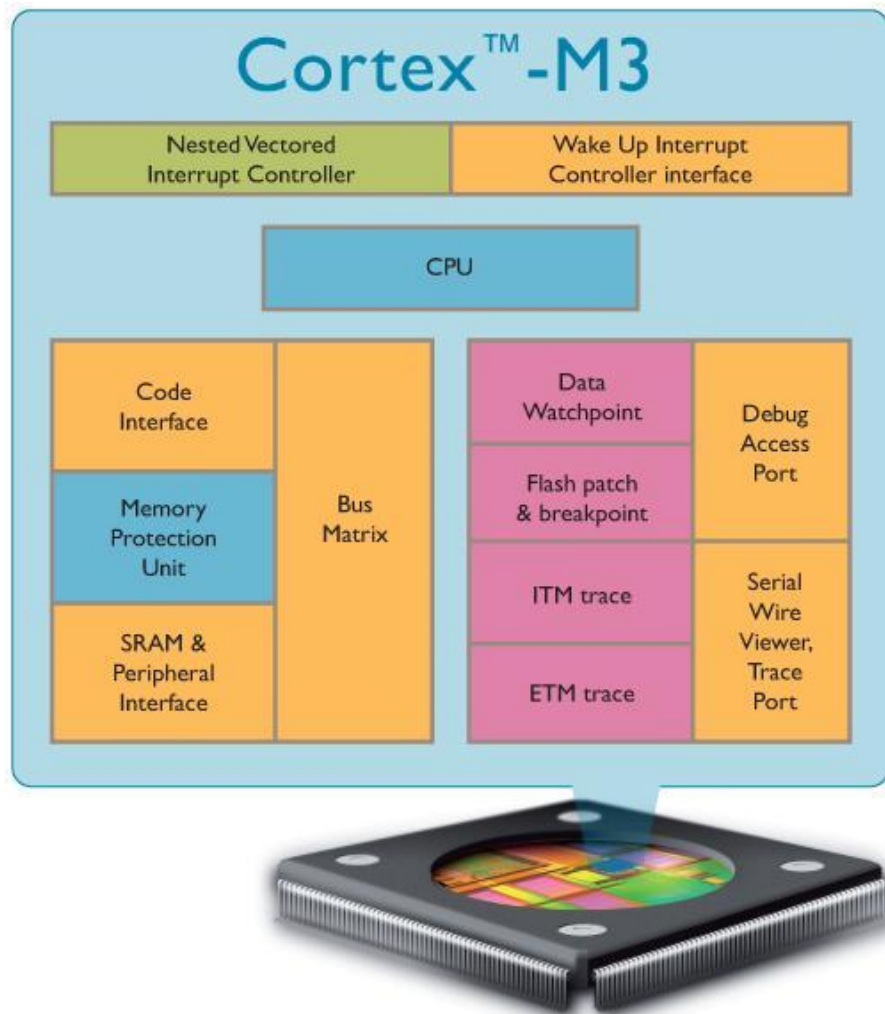 Cortex™-M3
Nested Vectored
Interrupt Controller
Wake Up Interrupt
Controller interface
CPU
Code
Interface
Memory
Protection
Unit
SRAM &
Peripheral
Interface
Bus
Matrix
Data
Watchpoint
Flash patch
& breakpoint
ITM trace
ETM trace
Debug
Access
Port
Serial
Wire
Viewer,
Trace
Port